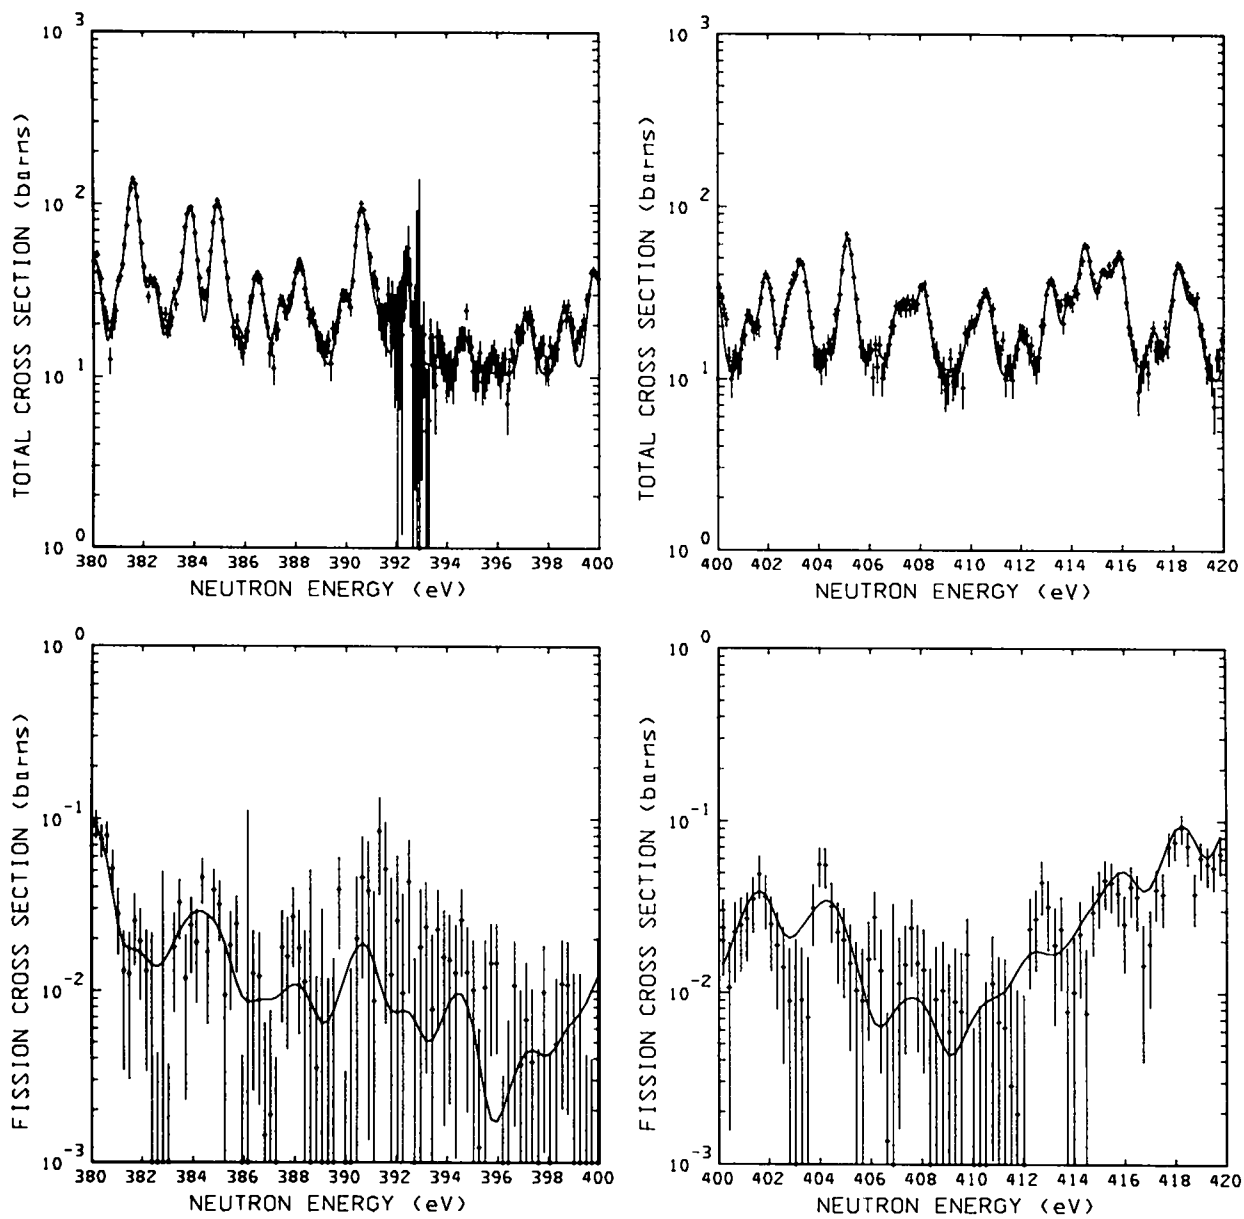 10 3
10 2
10 1
10 0
TOTAL CROSS SECTION (barns)
380 382 384 386 388 390 392 394 396 398 400
NEUTRON ENERGY (eV)
10 3
10 2
10 1
10 0
TOTAL CROSS SECTION (barns)
400 402 404 406 408 410 412 414 416 418 420
NEUTRON ENERGY (eV)
10 0
10 -1
10 -2
10 -3
FISSION CROSS SECTION (barns)
380 382 384 386 388 390 392 394 396 398 400
NEUTRON ENERGY (eV)
10 0
10 -1
10 -2
10 -3
FISSION CROSS SECTION (barns)
400 402 404 406 408 410 412 414 416 418 420
NEUTRON ENERGY (eV)